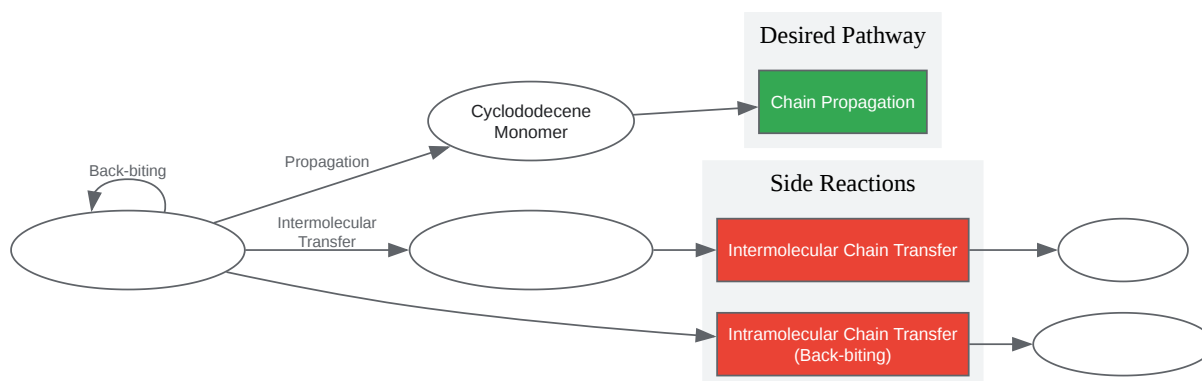 Desired Pathway
Chain Propagation
Cyclododecene
Monomer
Propagation
Back-biting
Side Reactions
Intermolecular
Transfer
Intermolecular Chain Transfer
Intramolecular Chain Transfer
(Back-biting)